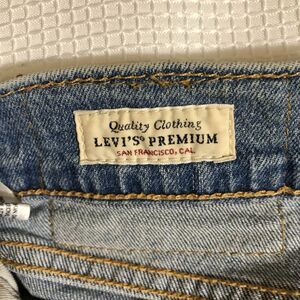 Quality Clothing
LEVI'S® PREMIUM
SAN FRANCISCO, CAL.